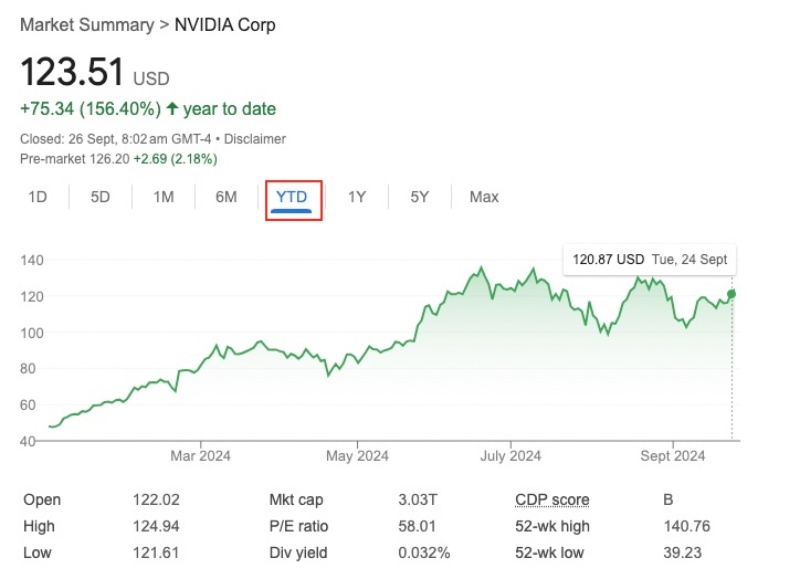 Market Summary > NVIDIA Corp
123.51 USD
+75.34 (156.40%) ↑ year to date
Closed: 26 Sept, 8:02 am GMT-4 • Disclaimer
Pre-market 126.20 +2.69 (2.18%)
1D 5D 1M 6M YTD 1Y 5Y Max
120.87 USD Tue, 24 Sept
140
120
100
80
60
40
Mar 2024 May 2024 July 2024 Sept 2024
Open 122.02 Mkt cap 3.03T CDP score B
High 124.94 P/E ratio 58.01 52-wk high 140.76
Low 121.61 Div yield 0.032% 52-wk low 39.23